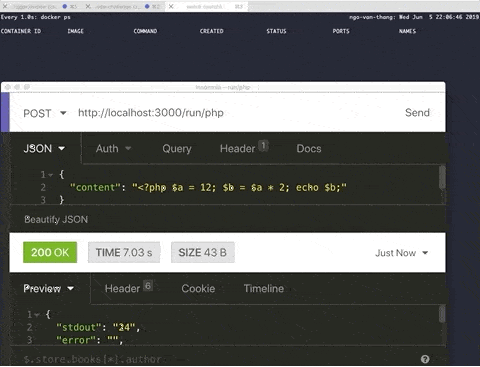 Every 1.0s: docker ps
ngo-van-thang: Wed Jun 5 22:06:46 2019
CONTAINER ID IMAGE COMMAND CREATED STATUS PORTS NAMES
POST http://localhost:3000/run/php Send
JSON Auth Query Header 1 Docs
1 {
2 "content": "<?php $a = 12; $b = $a * 2; echo $b;"
3 }
Beautify JSON
200 OK TIME 7.03 s SIZE 43 B Just Now
Preview Header 6 Cookie Timeline
1 {
2 "stdout": "24",
3 "error": "",
$.store.books[*].author